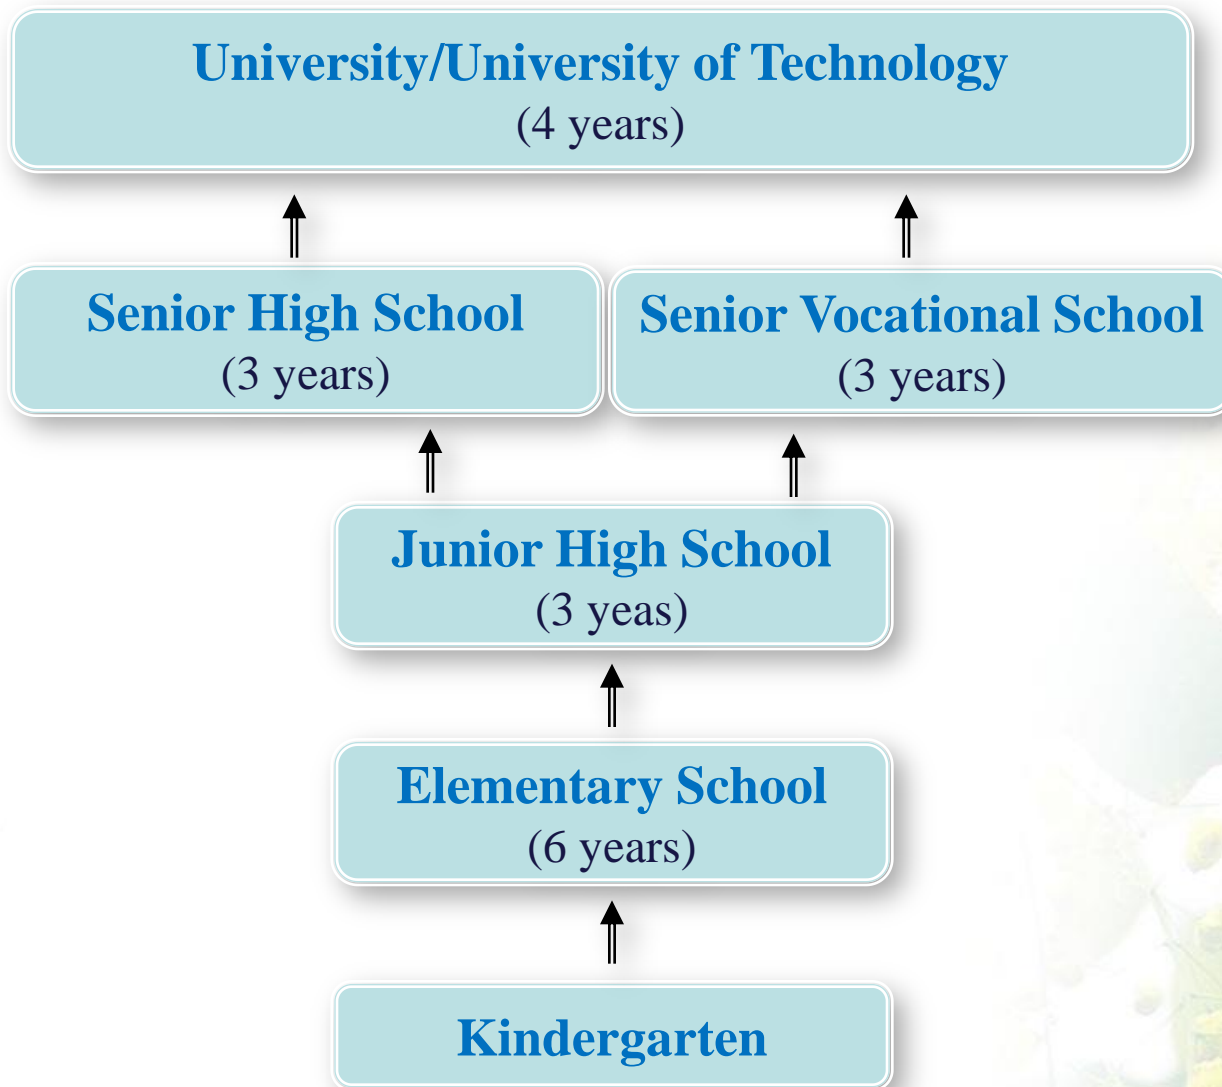 University/University of Technology
(4 years)
Senior High School
(3 years)
Senior Vocational School
(3 years)
Junior High School
(3 yeas)
Elementary School
(6 years)
Kindergarten